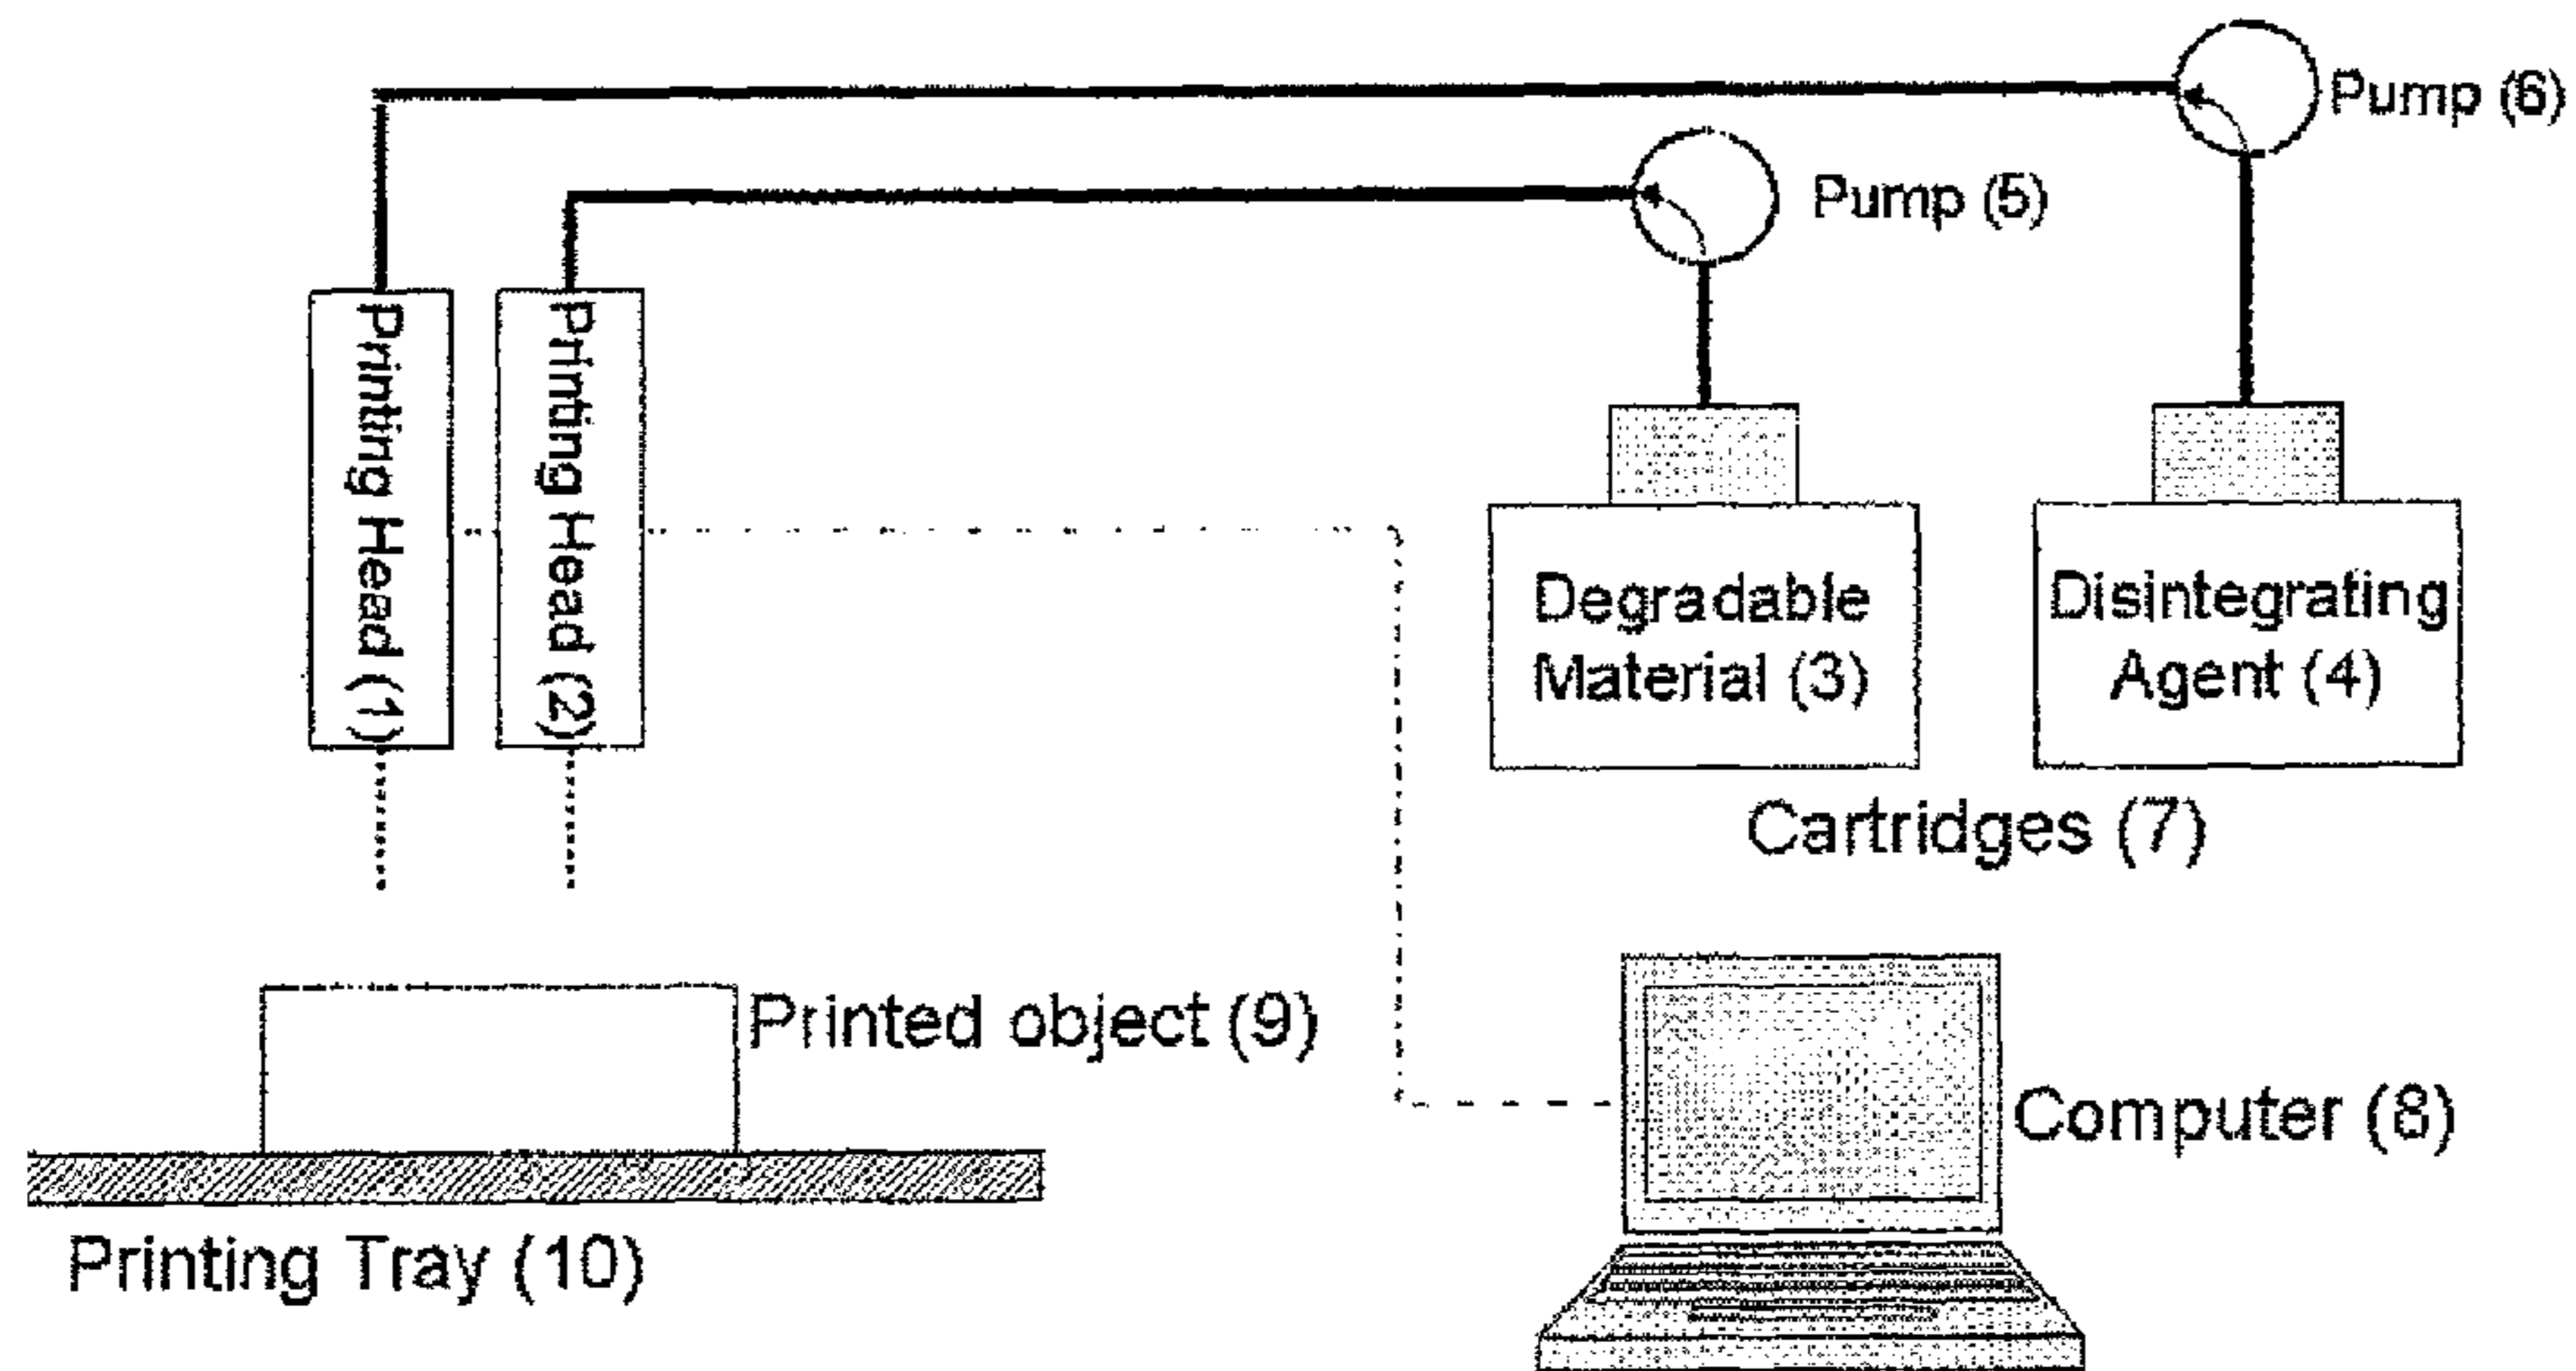 Pump (6)
Pump (5)
Printing Head (1)
Printing Head (2)
Degradable
Material (3)
Disintegrating
Agent (4)
Cartridges (7)
Printed object (9)
Computer (8)
Printing Tray (10)